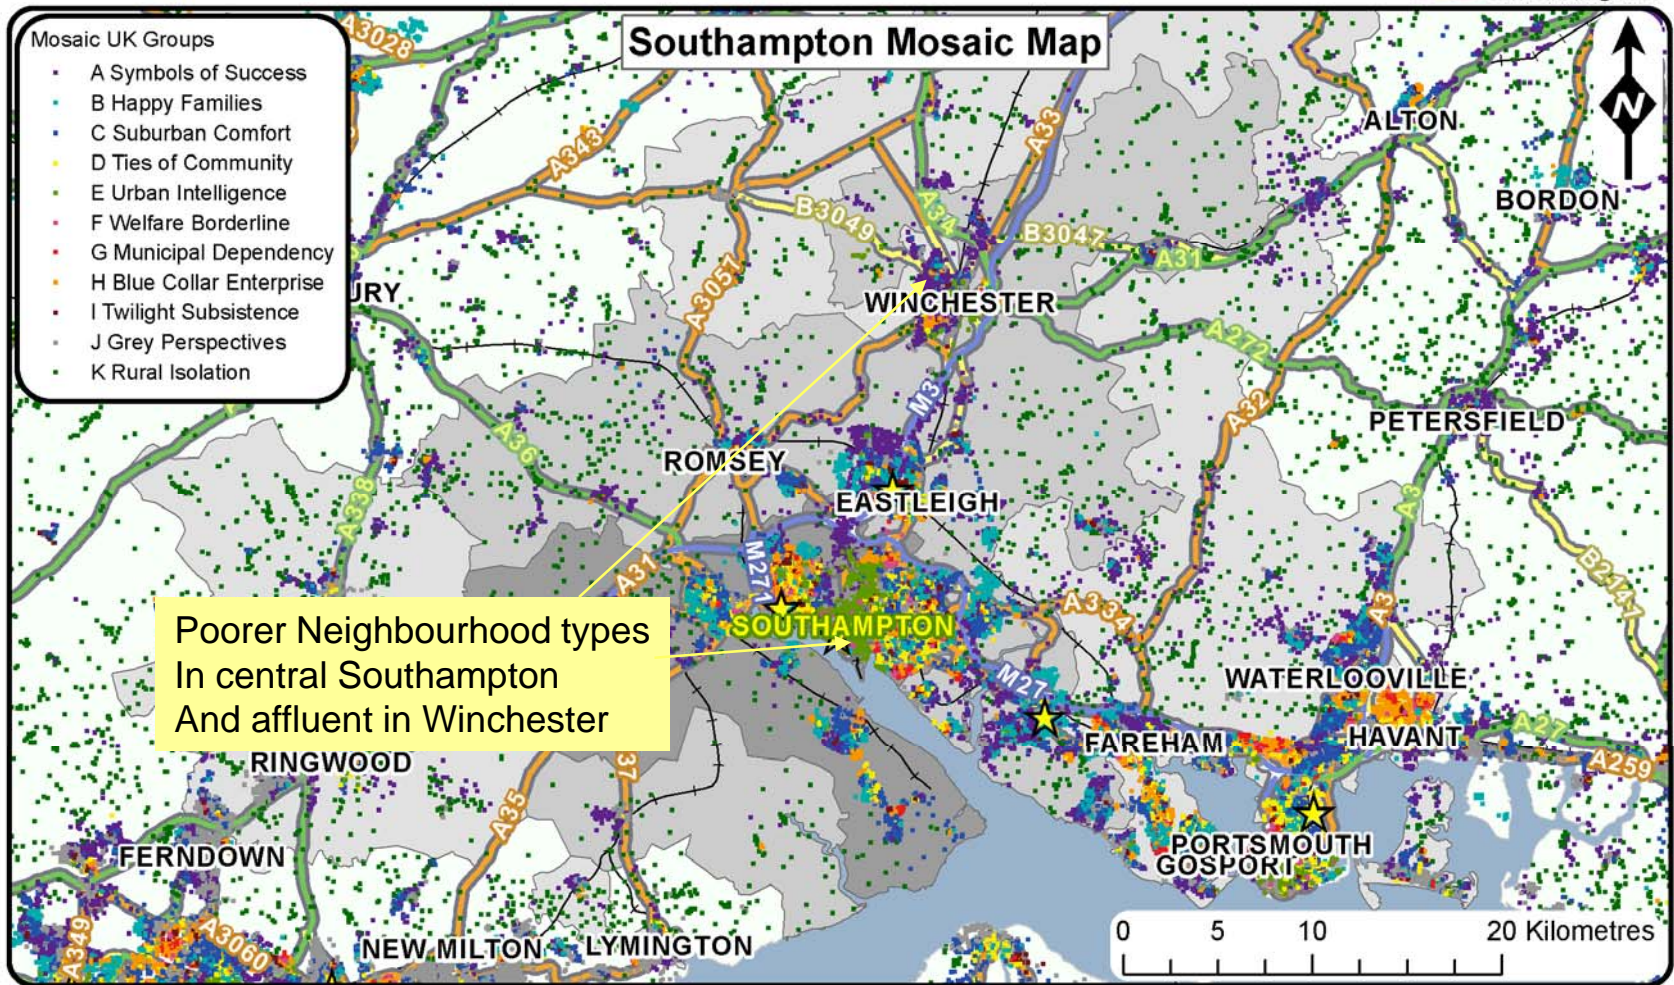 Southampton Mosaic Map
Mosaic UK Groups
A Symbols of Success
B Happy Families
C Suburban Comfort
D Ties of Community
E Urban Intelligence
F Welfare Borderline
G Municipal Dependency
H Blue Collar Enterprise
I Twilight Subsistence
J Grey Perspectives
K Rural Isolation
A3028
A343
A33
ALTON
N
BORDON
B3049
A34
B3047
A31
URY
A3057
WINCHESTER
A272
M3
A32
PETERSFIELD
A36
ROMSEY
A338
EASTLEIGH
A3
M271
A31
B2147
A334
A3
SOUTHAMPTON
Poorer Neighbourhood types
In central Southampton
And affluent in Winchester
M27
WATERLOOVILLE
FAREHAM
HAVANT
A27
A259
RINGWOOD
37
A35
PORTSMOUTH
GOSPORT
FERNDOWN
A349
A3060
NEW MILTON
LYMINGTON
0 5 10 20 Kilometres